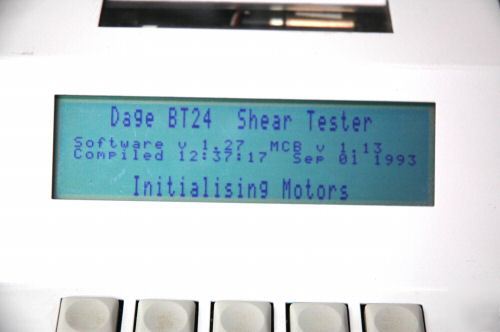 Dage BT24 Shear Tester
Software v 1.27 MCB v 1.13
Compiled 12:37:17 Sep 01 1993
Initialising Motors